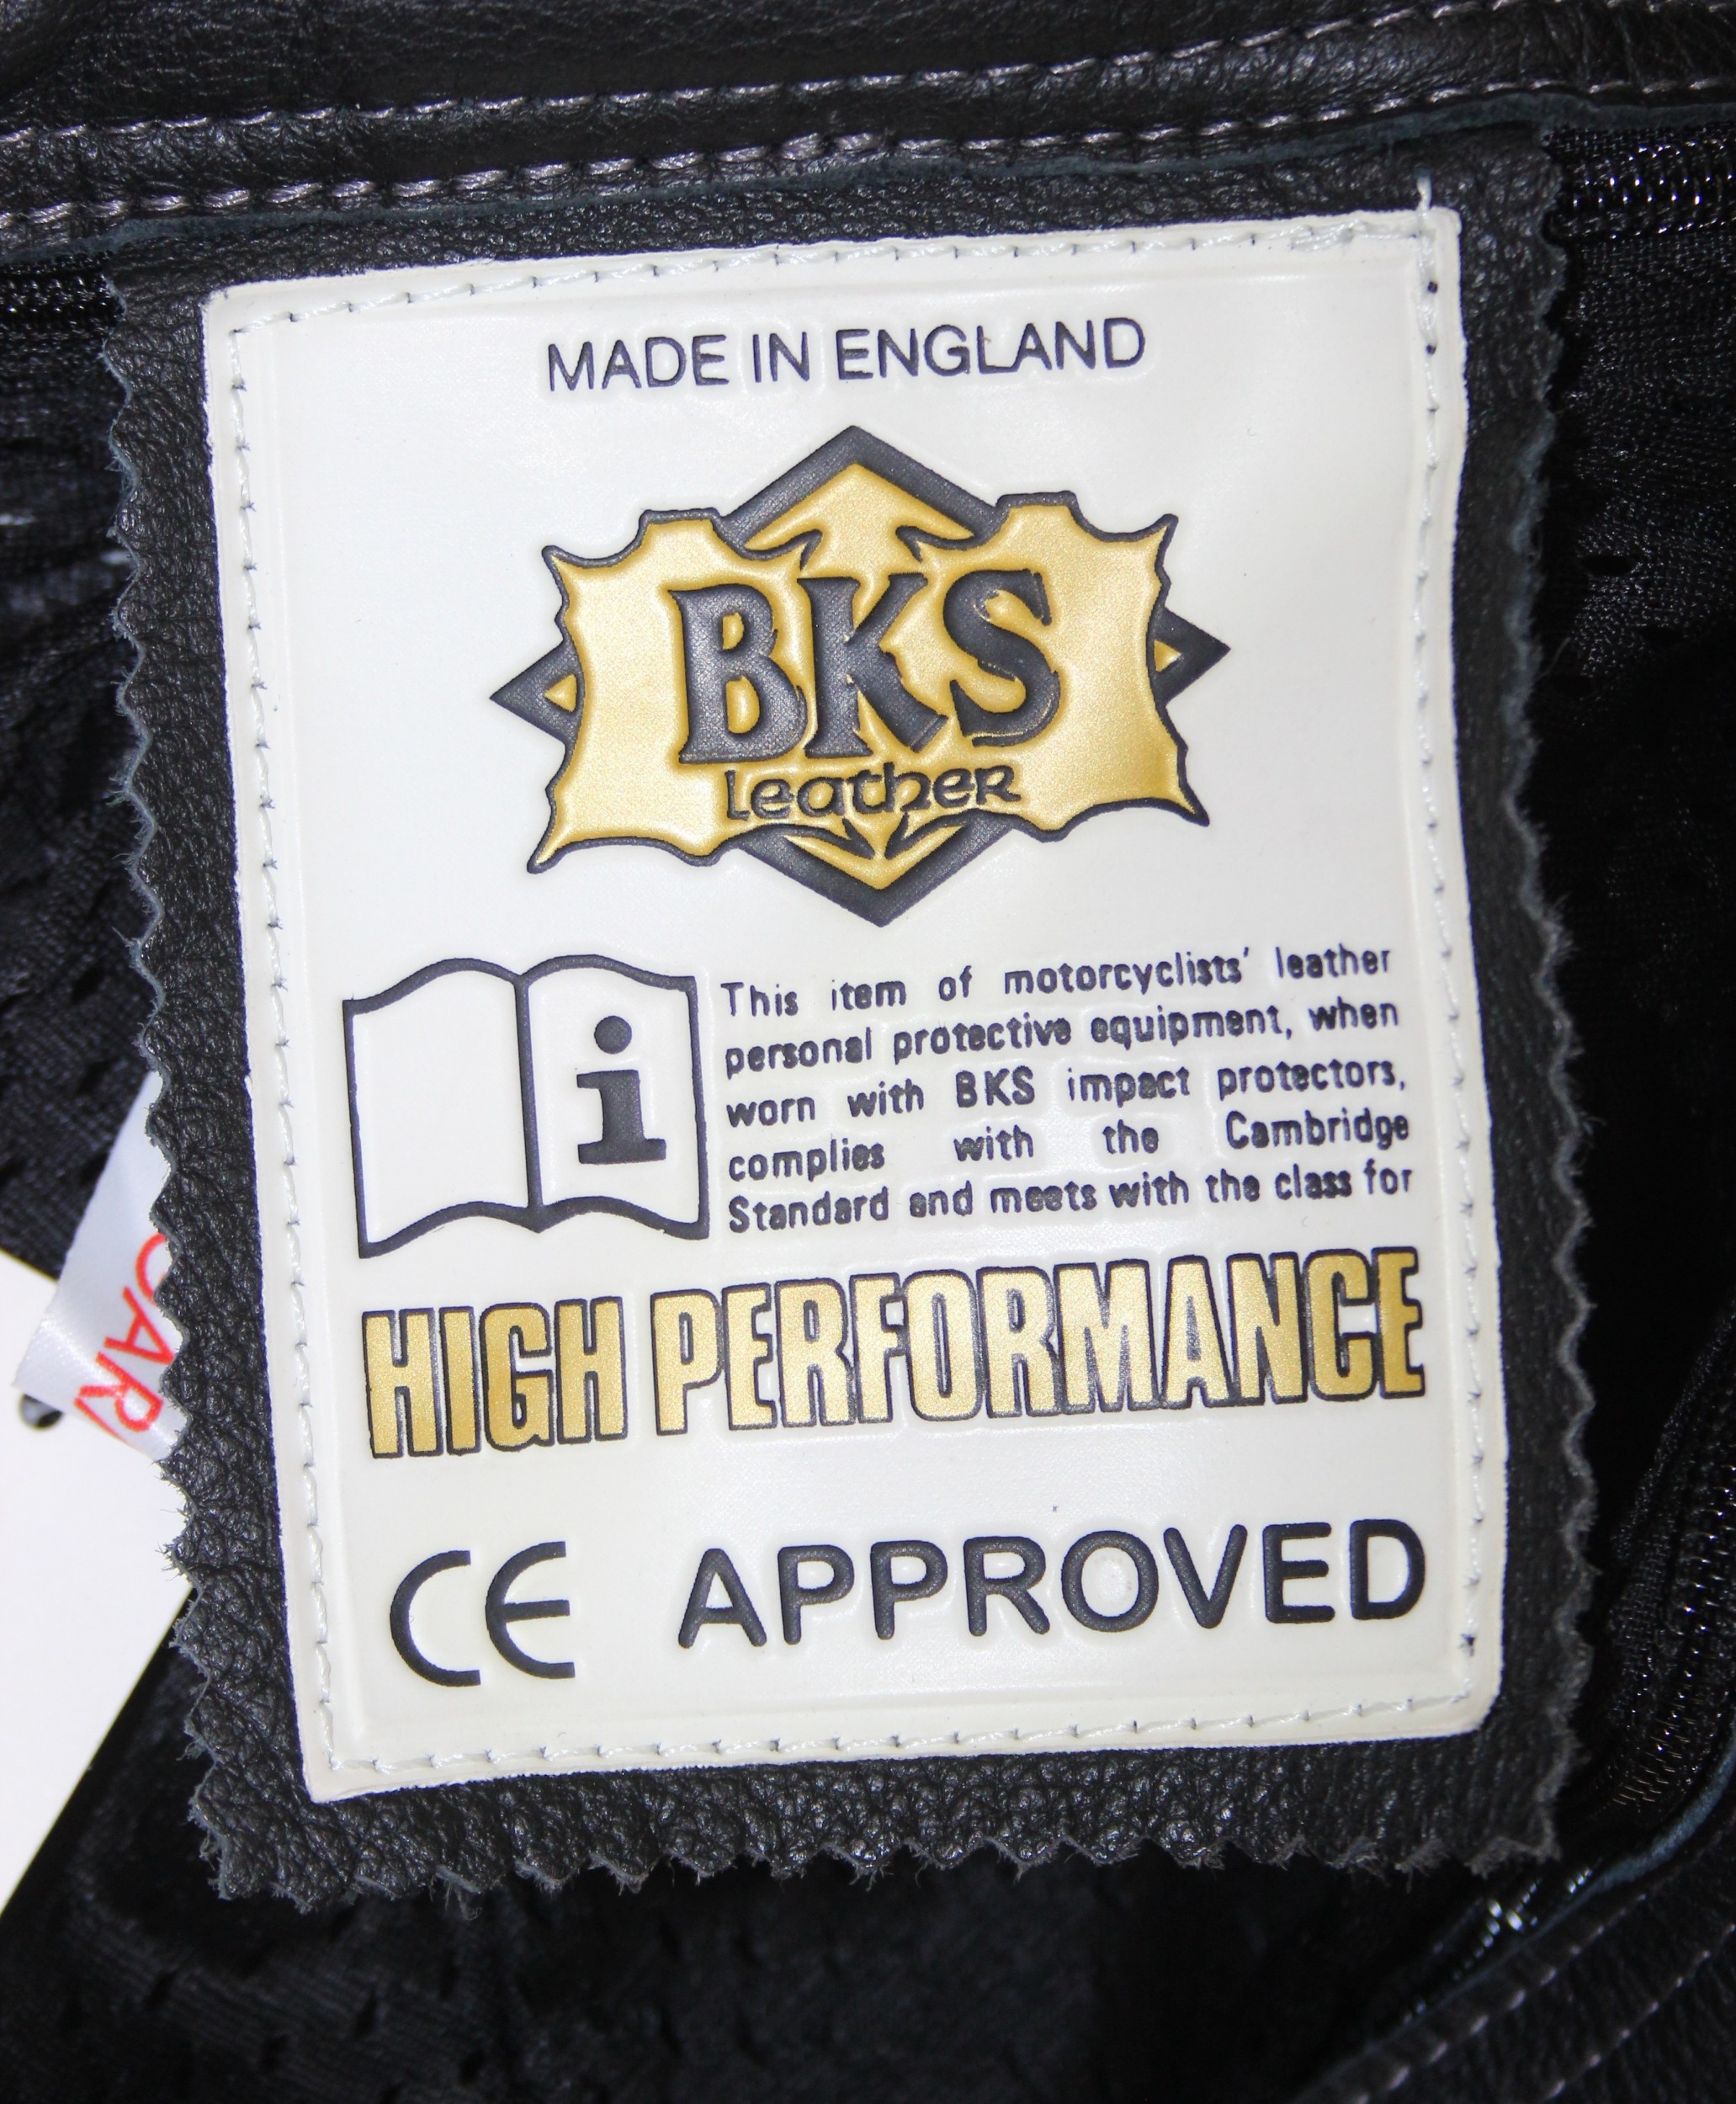 MADE IN ENGLAND
BKS
Leather
i
This item of motorcyclists' leather
personal protective equipment, when
worn with BKS impact protectors,
complies with the Cambridge
Standard and meets with the class for
HIGH PERFORMANCE
CE APPROVED